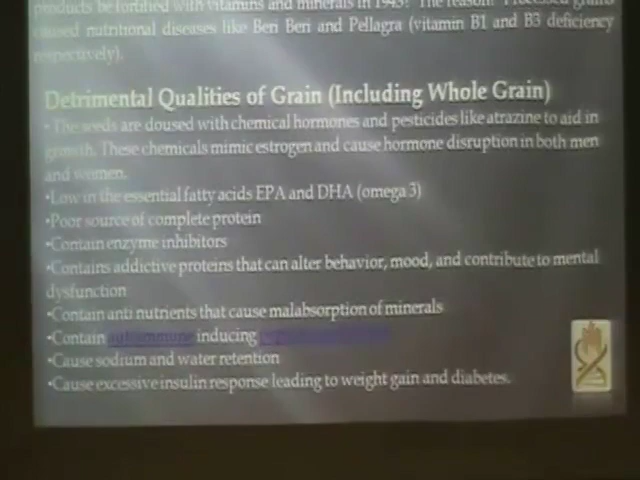 products be fortified with vitamins and minerals in 1943? The reason? Processed grains
caused nutritional diseases like Beri Beri and Pellagra (vitamin B1 and B3 deficiency
respectively).
Detrimental Qualities of Grain (Including Whole Grain)
•The seeds are doused with chemical hormones and pesticides like atrazine to aid in
growth. These chemicals mimic estrogen and cause hormone disruption in both men
and women.
•Low in the essential fatty acids EPA and DHA (omega 3)
•Poor source of complete protein
•Contain enzyme inhibitors
•Contains addictive proteins that can alter behavior, mood, and contribute to mental
dysfunction
•Contain anti nutrients that cause malabsorption of minerals
•Contain autoimmune inducing
•Cause sodium and water retention
•Cause excessive insulin response leading to weight gain and diabetes.